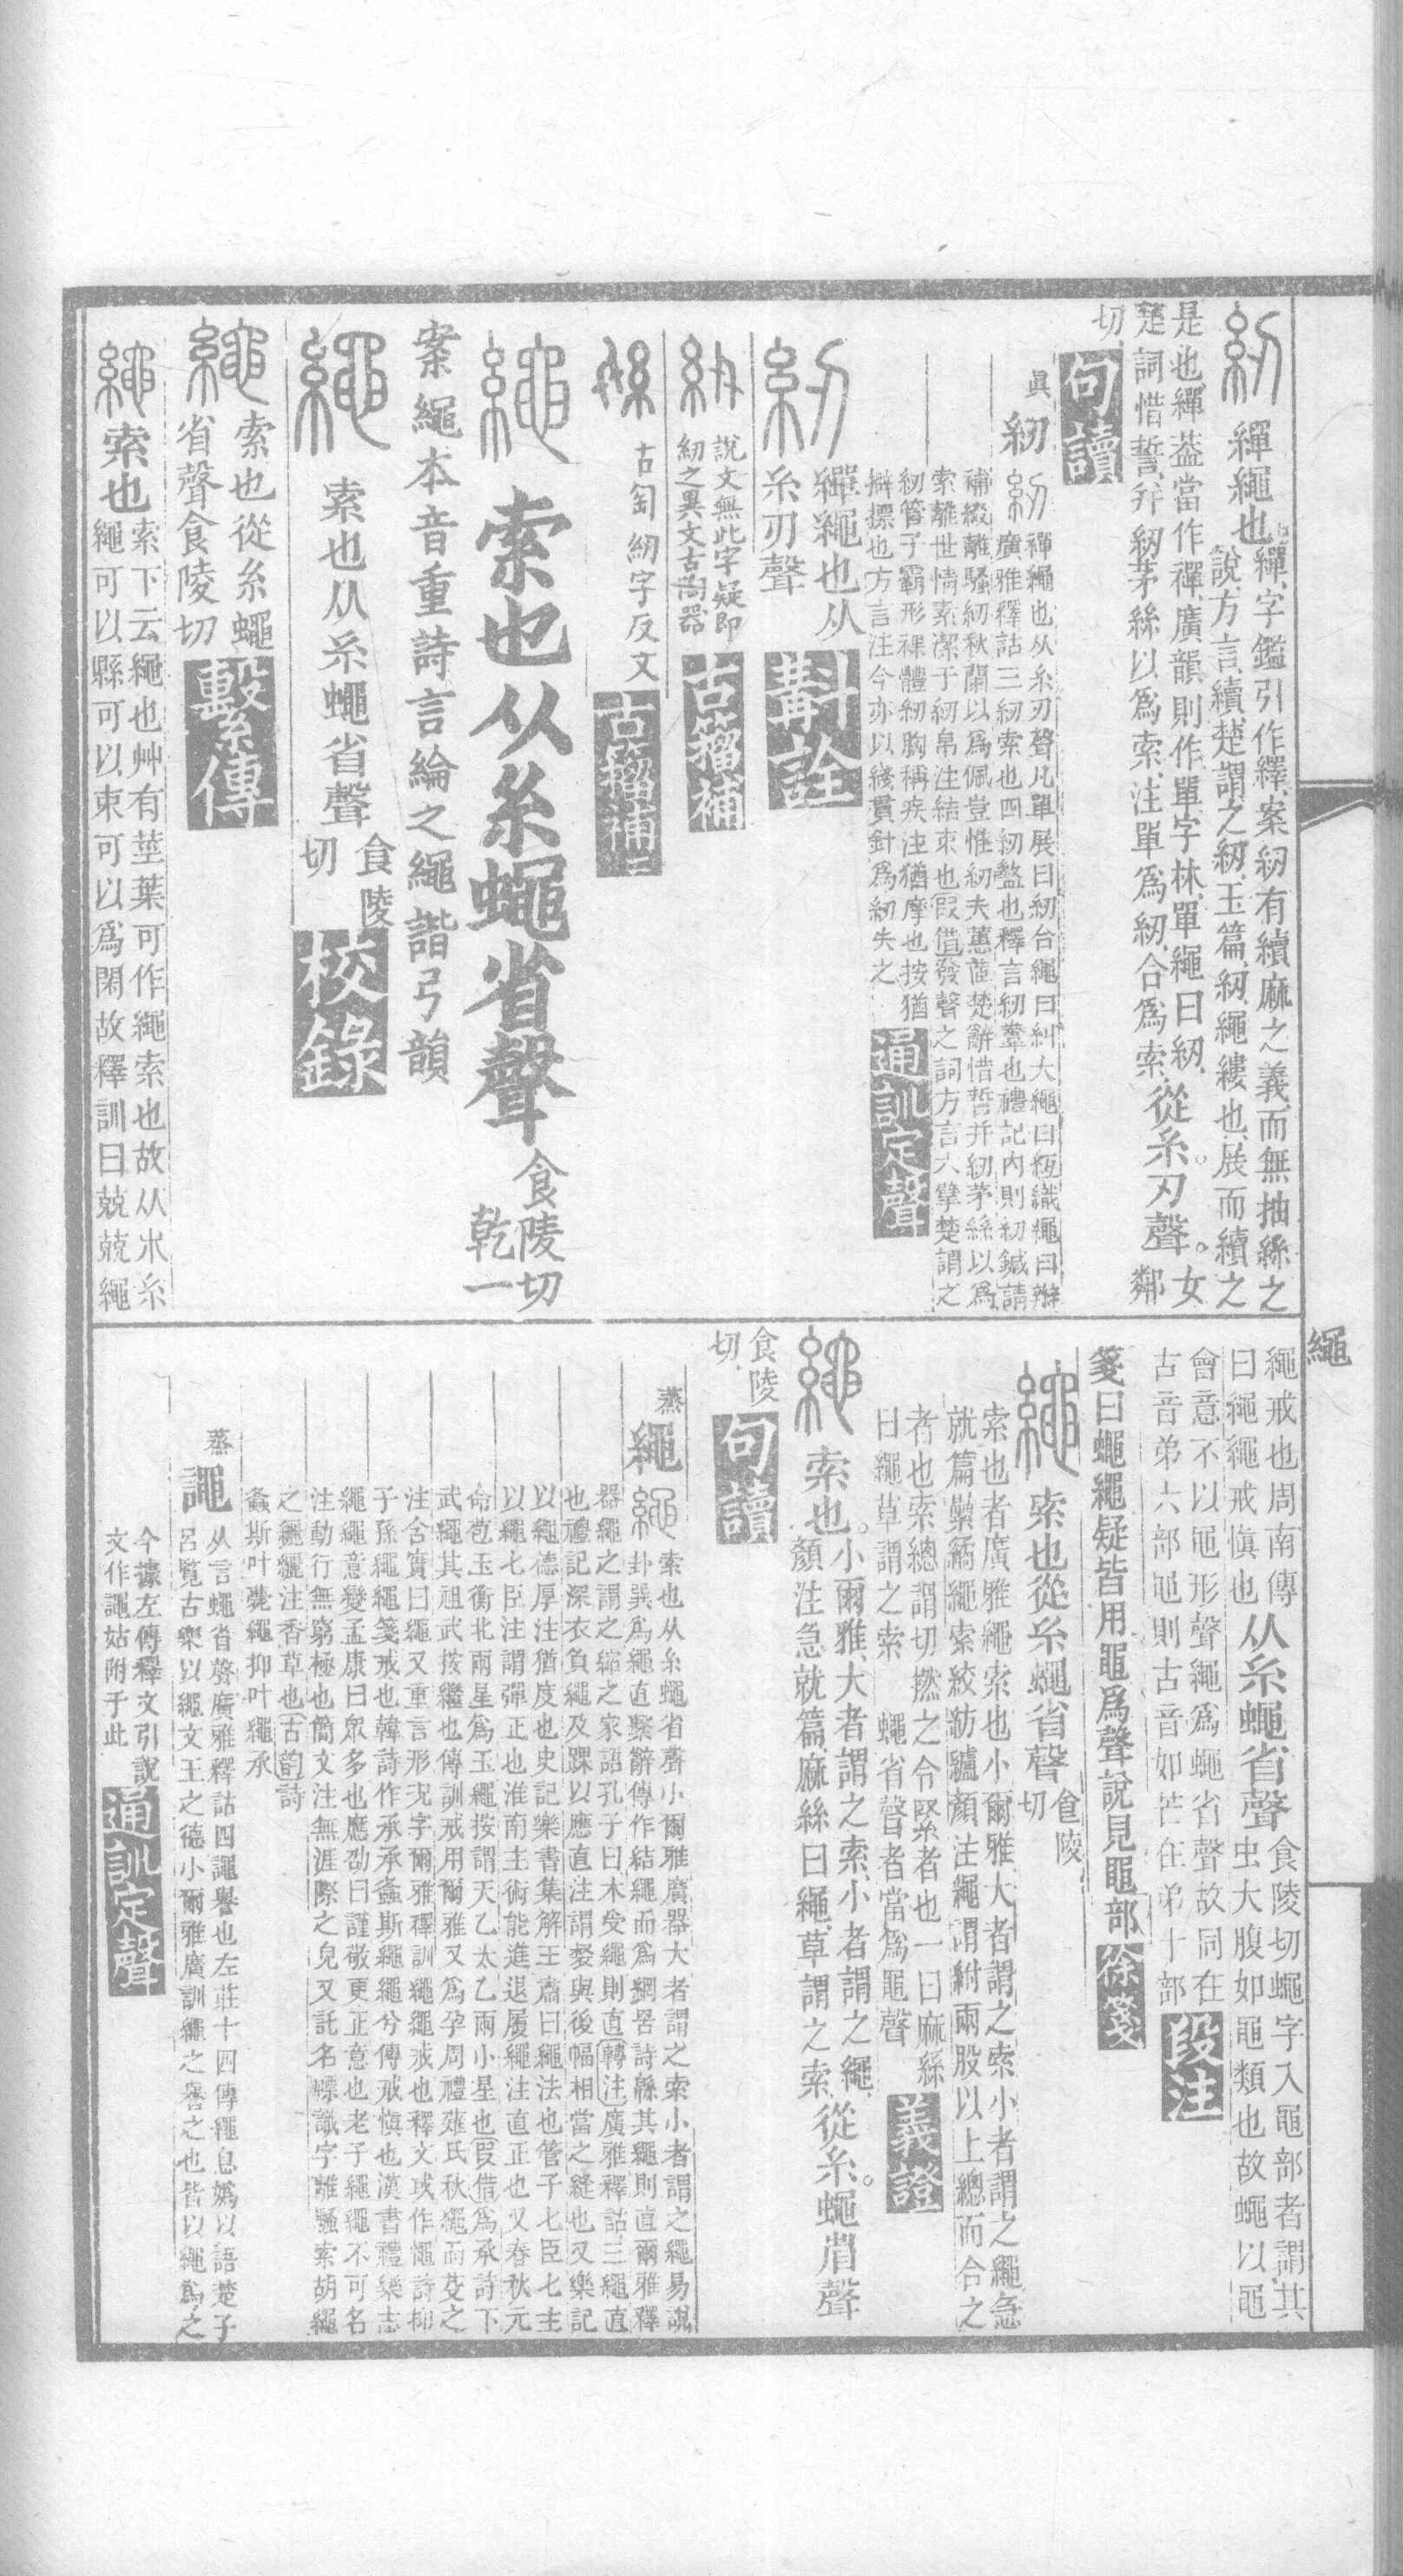 紉繟繩也繟字鑑引作繹案紉有續麻之義而無抽絲之
說方言續楚謂之紉玉篇紉繩縷也展而續之
是也繟葢當作襌廣韻則作單字林單繩曰紉
楚詞惜誓幷紉茅絲以爲索注單爲紉合爲索從糸刃聲女鄰
切句讀
眞紉紉襌繩也从糸刃聲凡單展曰紉合繩曰糾大繩曰縆織繩曰辮
廣雅釋詁三紉索也四紉盭也釋言紉䋺也禮記內則紉鍼請
補綴離騷紉秋蘭以爲佩豈惟紉夫蕙茝楚辭惜誓幷紉茅絲以爲
索離世情素潔于紉帛注結束也假借發聲之詞方言六擘楚謂之
紉管子霸形裸體紉胸稱疾注猶摩也按猶
擗摽也方言注今亦以綫貫針爲紉失之通訓定聲
紉繟繩也从
糸刃聲斠詮
說文無此字疑卽
紉之異文古匋器古籀補
古匋紉字反文古籀補三
繩索也从糸蠅省聲食陵切
乾一
案繩本音重詩言綸之繩諧弓韻
繩索也从糸蠅省聲食陵
切校錄
繩索也從糸蠅
省聲食陵切繫傳
繩索也索下云繩也艸有莖葉可作繩索也故从朩糸
繩可以縣可以束可以爲閑故釋訓曰兢兢繩
繩
繩戒也周南傳
曰繩繩戒愼也从糸蠅省聲食陵切蠅字入黽部者謂其
虫大腹如黽類也故蠅以黽
會意不以黽形聲繩爲蠅省聲故同在
古音弟六部黽則古音如芒在弟十部段注
箋曰蠅繩疑皆用黽爲聲說見黽部徐箋
繩索也從糸蠅省聲食陵
切
索也者廣雅繩索也小爾雅大者謂之索小者謂之繩急
就篇纍繘繩索絞紡纑顏注繩謂紃兩股以上總而合之
者也索總謂切撚之令緊者也一曰麻絲
曰繩草謂之索蠅省聲者當爲黽聲義證
繩索也小爾雅大者謂之索小者謂之繩
顏注急就篇麻絲曰繩草謂之索從糸蠅省聲
食陵
切句讀
蒸繩繩索也从糸蠅省聲小爾雅廣器大者謂之索小者謂之繩易說
卦巽爲繩直繫辭傳作結繩而爲網罟詩緜其繩則直爾雅釋
器繩之謂之縮之家語孔子曰木受繩則直轉注廣雅釋詁三繩直
也禮記深衣負繩及踝以應直注謂裻與後幅相當之縫也又樂記
以繩德厚注猶度也史記樂書集解王肅曰繩法也管子七臣七主
以繩七臣注謂彈正也淮南主術能進退履繩注直正也又春秋元
命苞玉衡北兩星爲玉繩按謂天乙太乙兩小星也假借爲承詩下
武繩其祖武按繼也傳訓戒用爾雅又爲孕周禮薙氏秋繩而芟之
注含實曰繩又重言形況字爾雅釋訓繩繩戒也釋文或作憴詩抑
子孫繩繩箋戒也韓詩作承承螽斯繩繩兮傳戒愼也漢書禮樂志
繩繩意變孟康曰眾多也應劭曰謹敬更正意也老子繩繩不可名
注動行無窮極也簡文注無涯際之皃又託名幖識字離騷索胡繩
之纚纚注香草也古韵詩
螽斯叶薨繩抑叶繩承
蒸譝从言蠅省聲廣雅釋詁四譝譽也左莊十四傳繩息嬀以語楚子
呂覽古樂以繩文王之德小爾雅廣訓繩之譽之也皆以繩爲之
今據左傳釋文引說
文作譝姑附于此通訓定聲